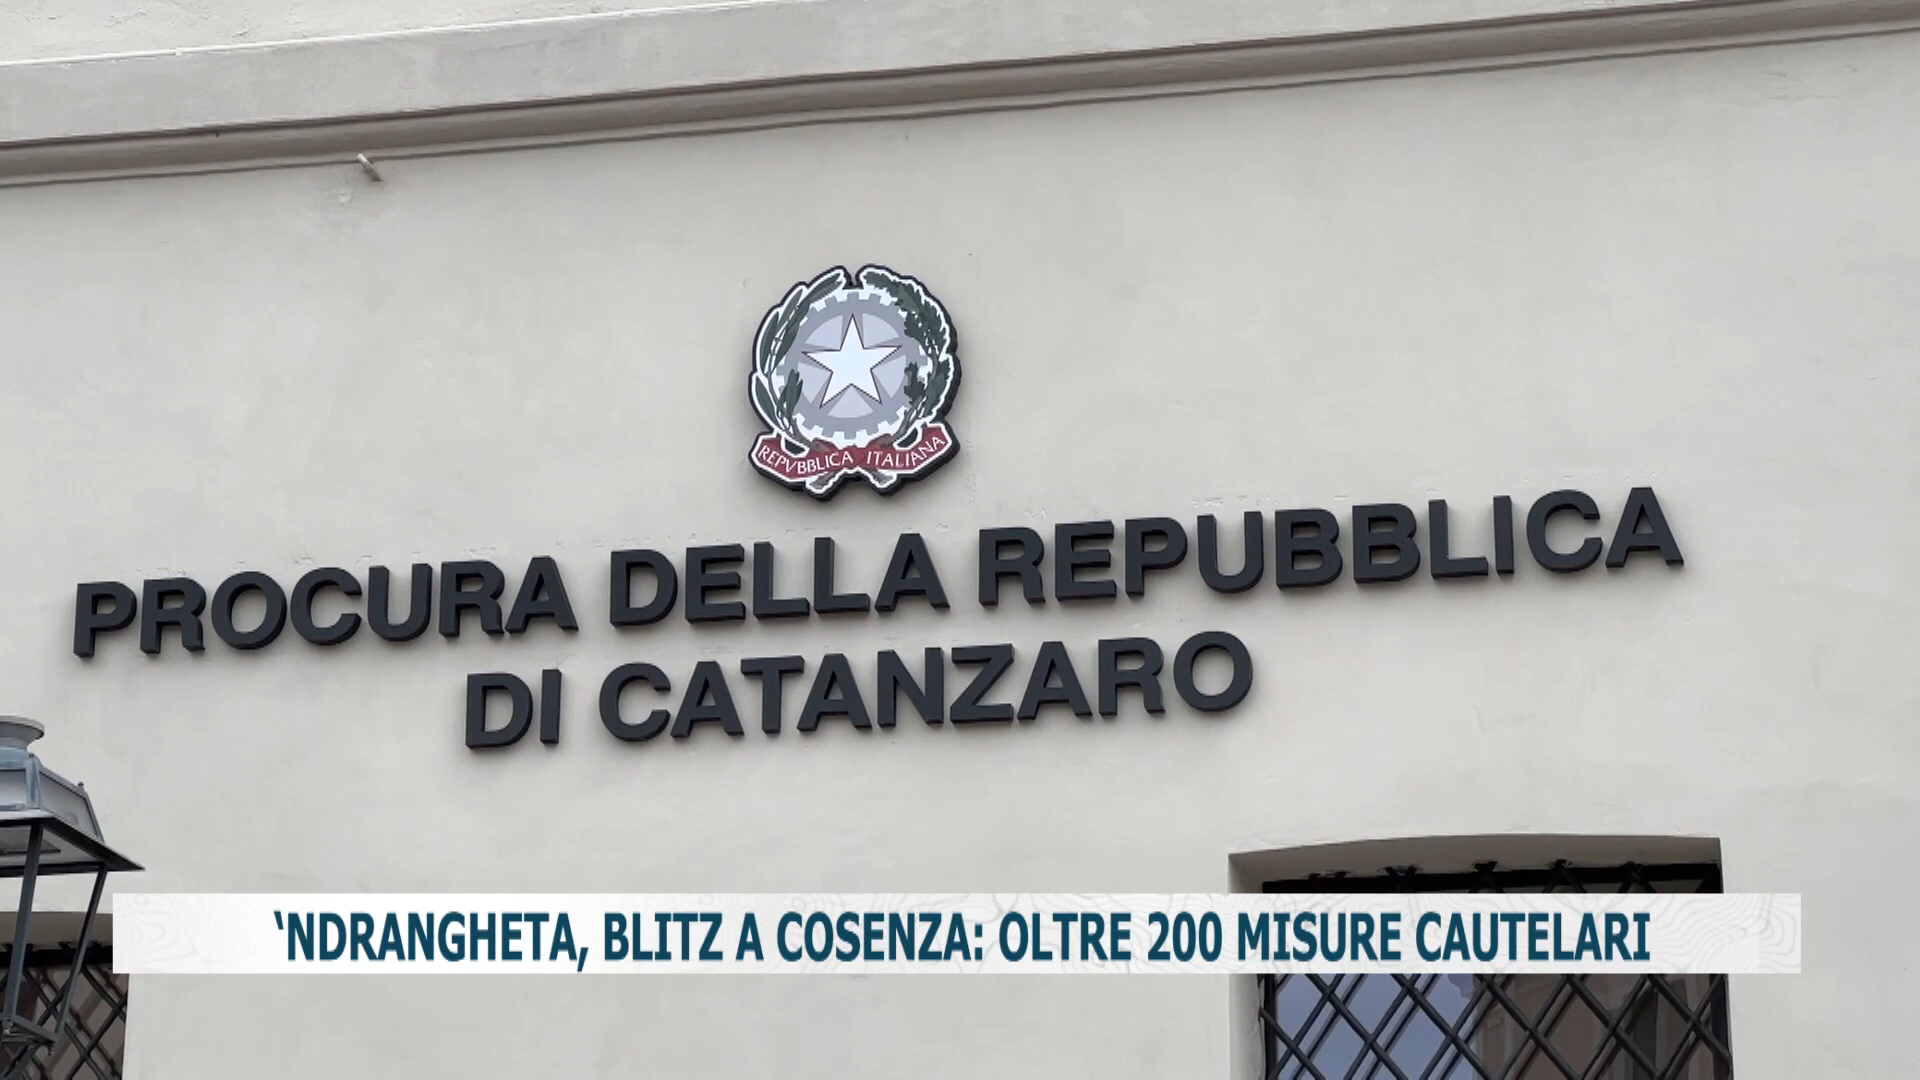 REPVBBLICA ITALIANA
PROCURA DELLA REPUBBLICA
DI CATANZARO
‘NDRANGHETA, BLITZ A COSENZA: OLTRE 200 MISURE CAUTELARI